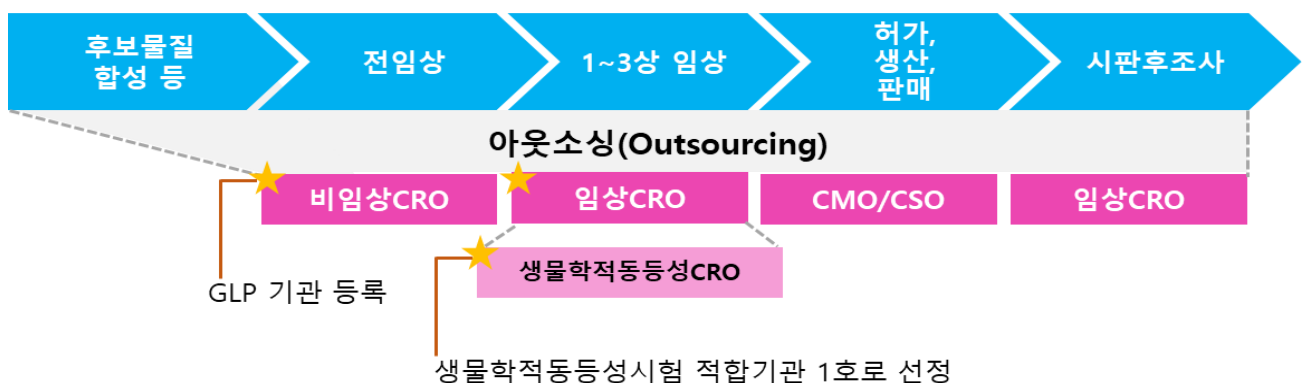 후보물질
합성 등
전임상
1~3상 임상
허가,
생산,
판매
시판후조사
아웃소싱(Outsourcing)
비임상CRO
임상CRO
CMO/CSO
임상CRO
생물학적동등성CRO
GLP 기관 등록
생물학적동등성시험 적합기관 1호로 선정